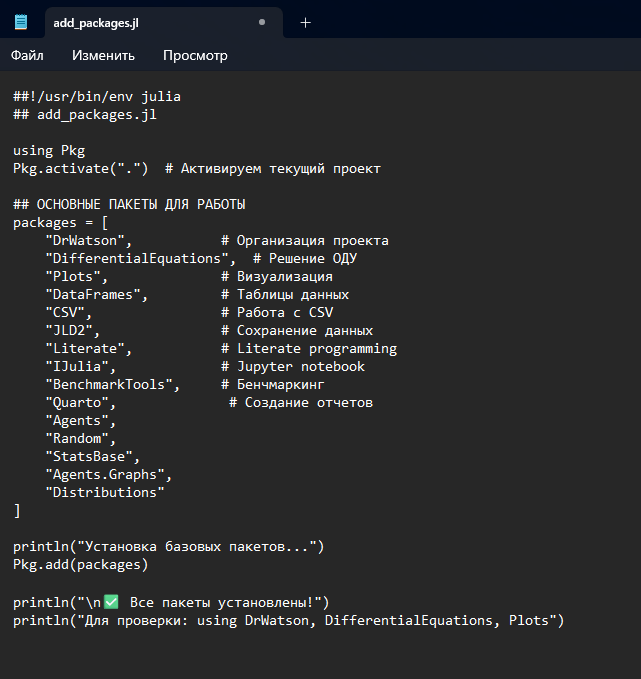 add_packages.jl
Файл Изменить Просмотр
##!/usr/bin/env julia
## add_packages.jl
using Pkg
Pkg.activate(".")  # Активируем текущий проект
## ОСНОВНЫЕ ПАКЕТЫ ДЛЯ РАБОТЫ
packages = [
    "DrWatson",           # Организация проекта
    "DifferentialEquations",  # Решение ОДУ
    "Plots",              # Визуализация
    "DataFrames",         # Таблицы данных
    "CSV",                # Работа с CSV
    "JLD2",               # Сохранение данных
    "Literate",           # Literate programming
    "IJulia",             # Jupyter notebook
    "BenchmarkTools",     # Бенчмаркинг
    "Quarto",              # Создание отчетов
    "Agents",
    "Random",
    "StatsBase",
    "Agents.Graphs",
    "Distributions"
]
println("Установка базовых пакетов...")
Pkg.add(packages)
println("\n✅ Все пакеты установлены!")
println("Для проверки: using DrWatson, DifferentialEquations, Plots")